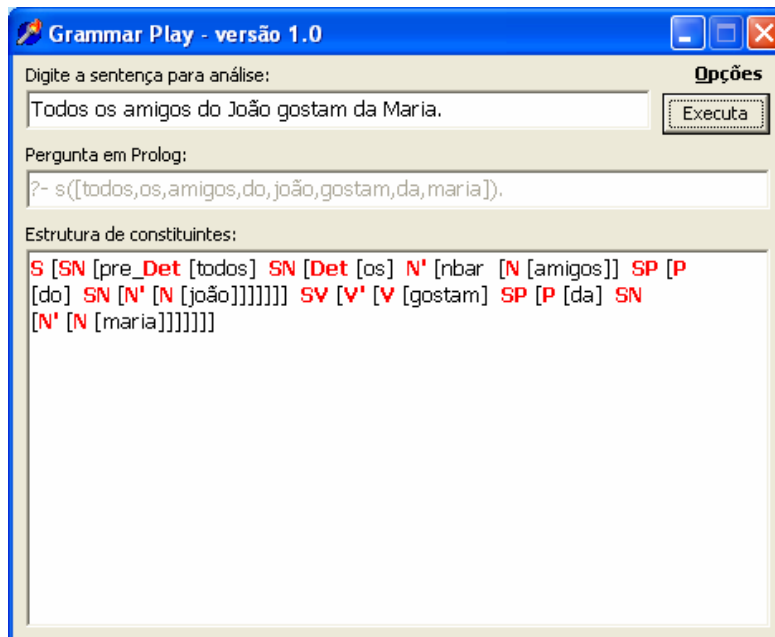 Grammar Play - versão 1.0
Digite a sentença para análise:
Opções
Todos os amigos do João gostam da Maria.
Executa
Pergunta em Prolog:
?- s([todos,os,amigos,do,joão,gostam,da,maria]).
Estrutura de constituintes:
S [SN [pre_Det [todos] SN [Det [os] N' [nbar [N [amigos]] SP [P
[do] SN [N' [N [joão]]]]]]] SV [V' [V [gostam] SP [P [da] SN
[N' [N [maria]]]]]]]